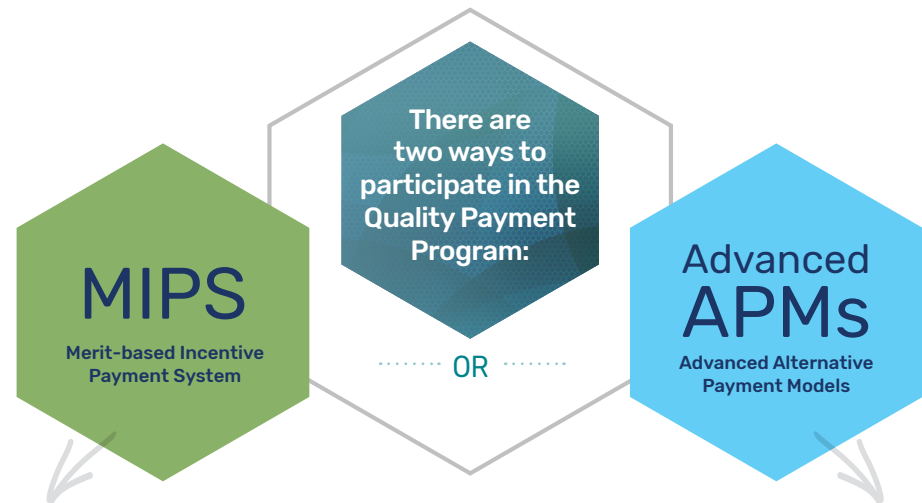 There are
two ways to
participate in the
Quality Payment
Program:
MIPS
Merit-based Incentive
Payment System
OR
Advanced
APMs
Advanced Alternative
Payment Models